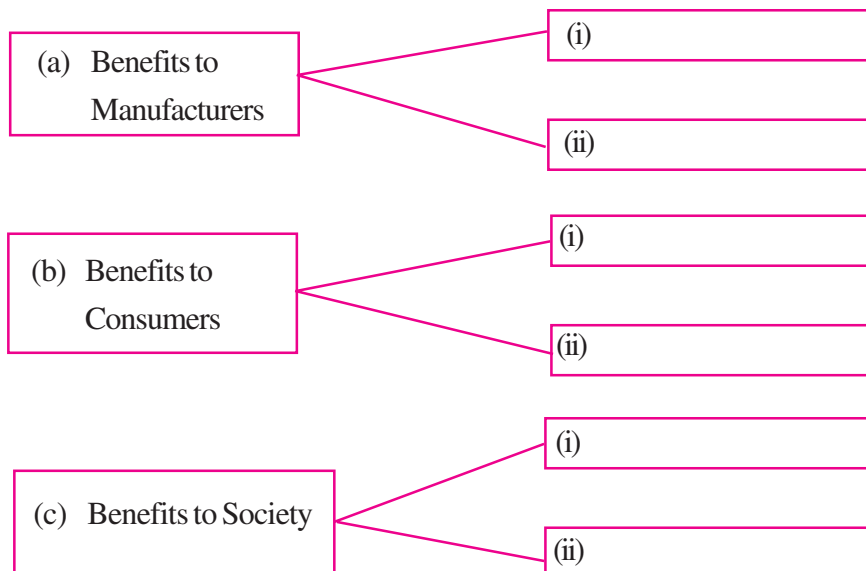 (a) Benefits to
Manufacturers
(i)
(ii)
(b) Benefits to
Consumers
(i)
(ii)
(c) Benefits to Society
(i)
(ii)